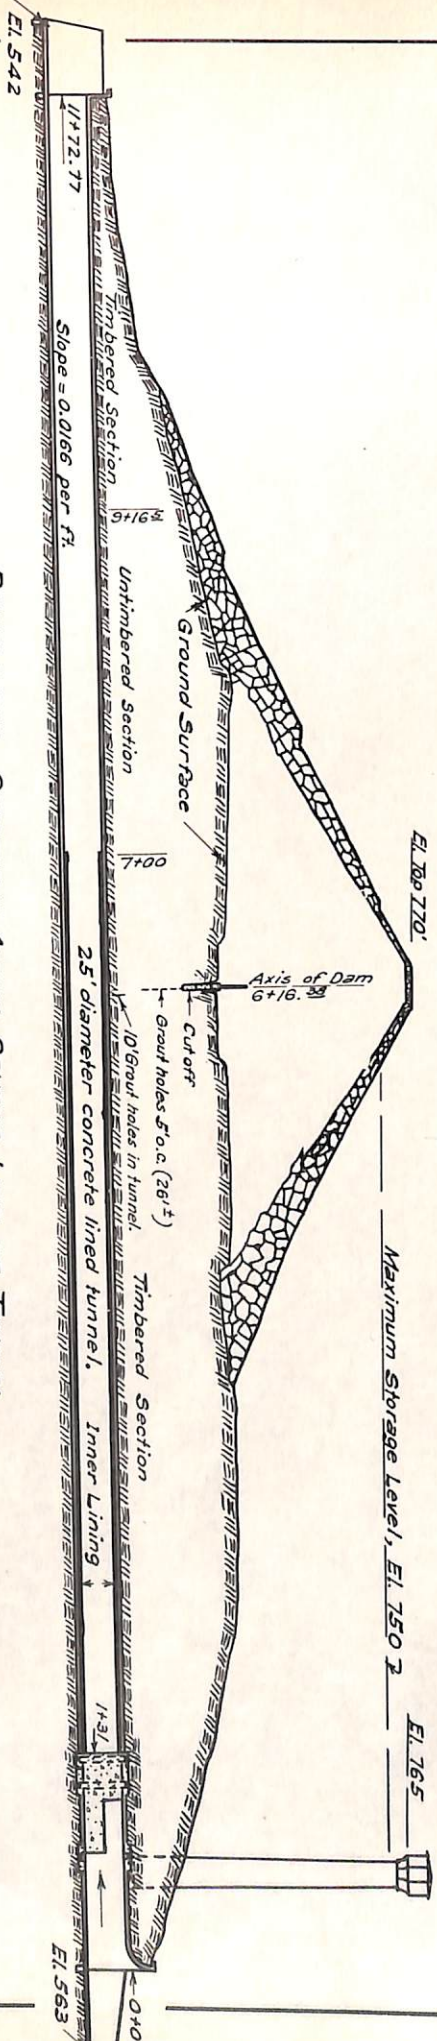 El. Top 770'
El. 765
Maximum Storage Level, El. 750
Axis of Dam
6+16.38
Cut off
Grout holes 5' o.c. (26'±)
10' Grout holes in tunnel.
Ground Surface
Timbered Section
9+16.5
Untimbered Section
7+00
Timbered Section
11+72.77
Slope = 0.0166 per ft.
25' diameter concrete lined tunnel.
Inner Lining
1+31
0+0
El. 542
El. 563